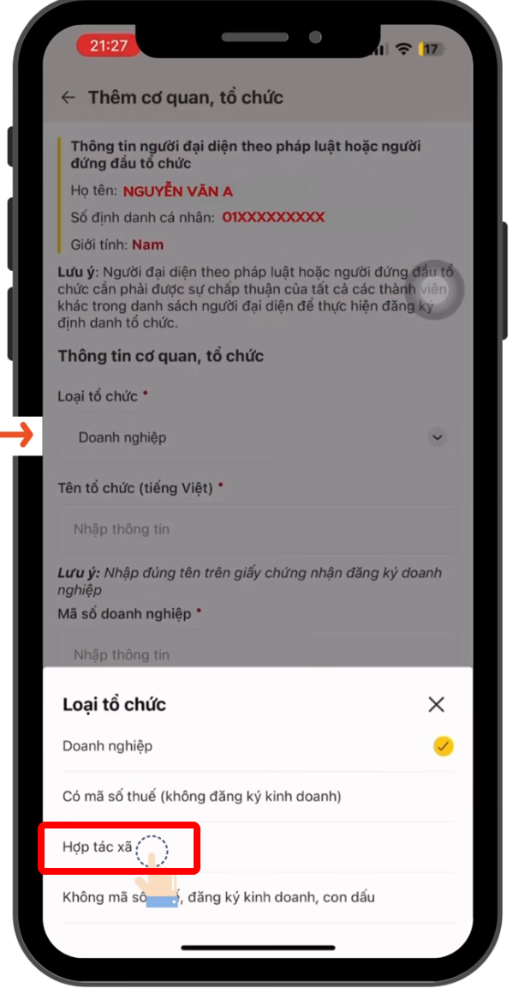 21:27
17
Thêm cơ quan, tổ chức
Thông tin người đại diện theo pháp luật hoặc người
đứng đầu tổ chức
Họ tên: NGUYỄN VĂN A
Số định danh cá nhân: 01XXXXXXXXX
Giới tính: Nam
Lưu ý: Người đại diện theo pháp luật hoặc người đứng đầu tổ
chức cần phải được sự chấp thuận của tất cả các thành viên
khác trong danh sách người đại diện để thực hiện đăng ký
định danh tổ chức.
Thông tin cơ quan, tổ chức
Loại tổ chức *
Doanh nghiệp
Tên tổ chức (tiếng Việt) *
Nhập thông tin
Lưu ý: Nhập đúng tên trên giấy chứng nhận đăng ký doanh
nghiệp
Mã số doanh nghiệp *
Nhập thông tin
Loại tổ chức
Doanh nghiệp
Có mã số thuế (không đăng ký kinh doanh)
Hợp tác xã
Không mã số , đăng ký kinh doanh, con dấu